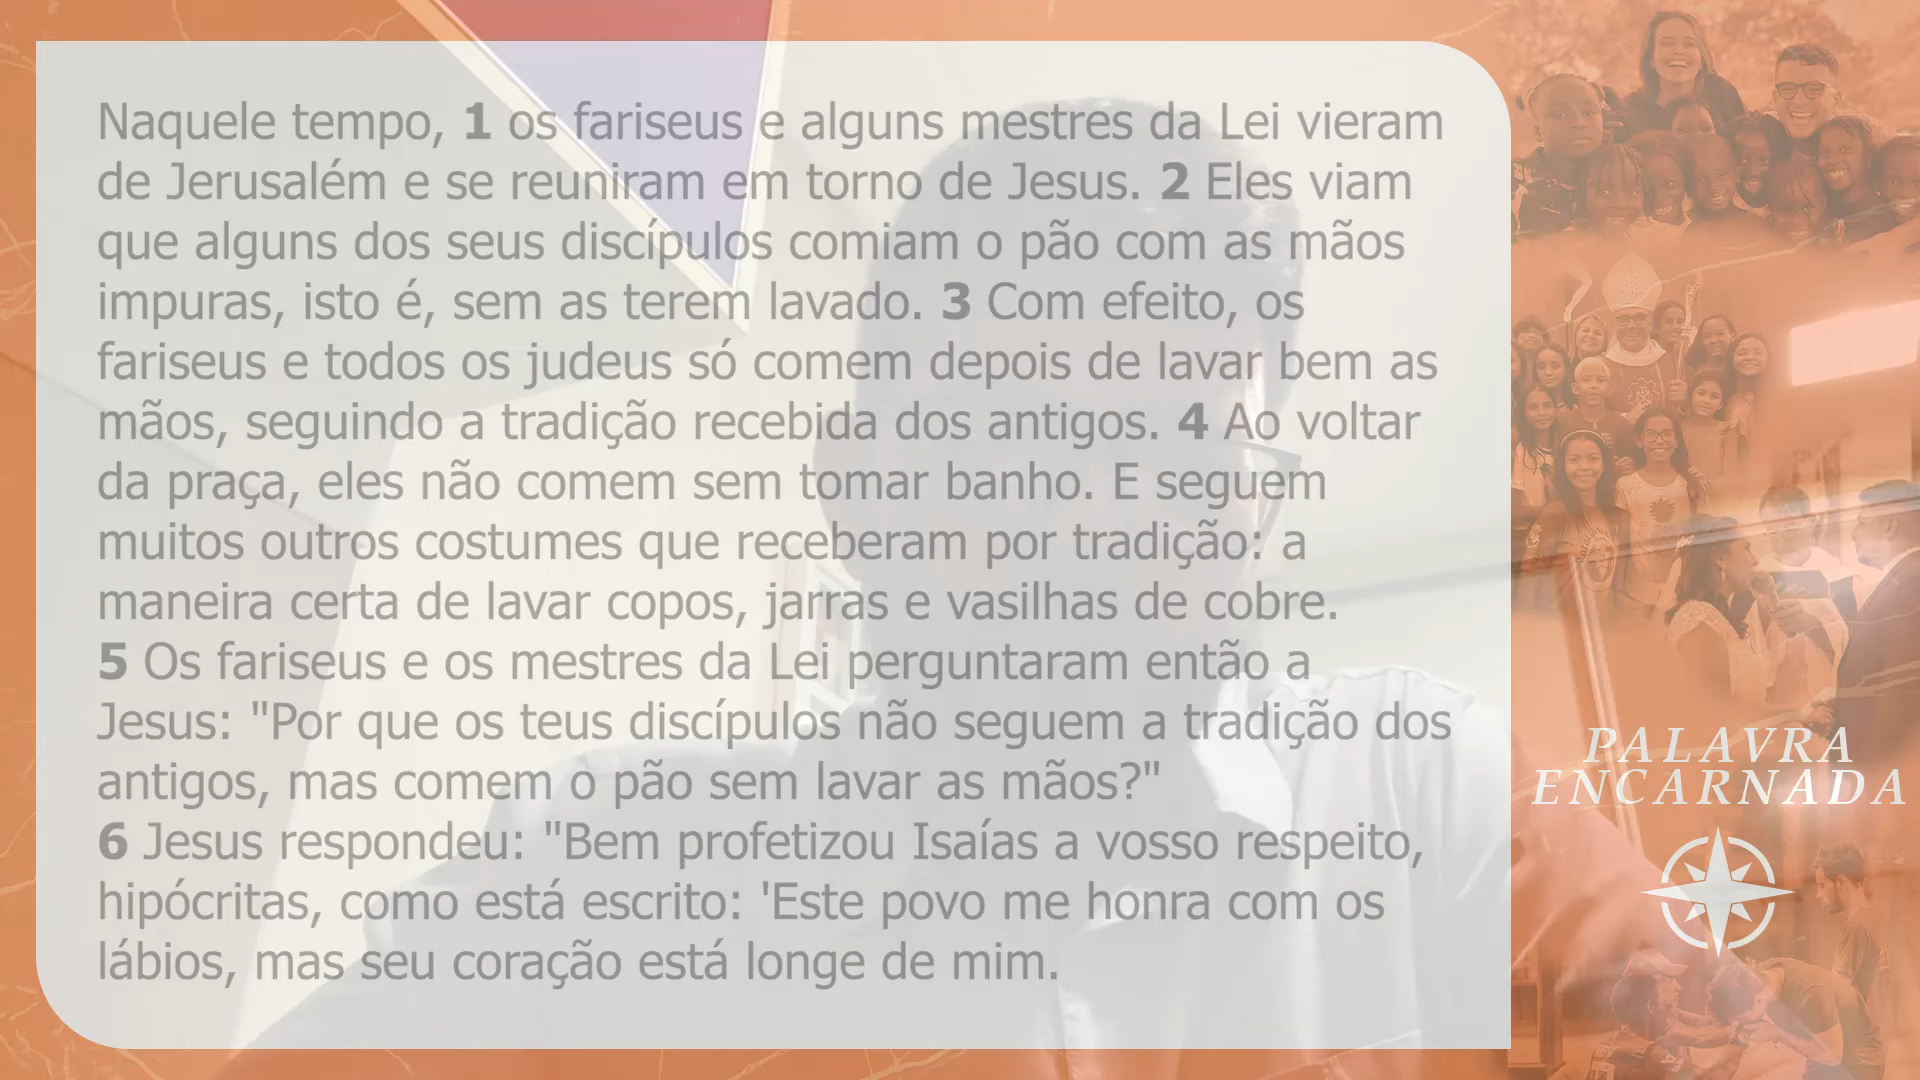 Naquele tempo, 1 os fariseus e alguns mestres da Lei vieram
de Jerusalém e se reuniram em torno de Jesus. 2 Eles viam
que alguns dos seus discípulos comiam o pão com as mãos
impuras, isto é, sem as terem lavado. 3 Com efeito, os
fariseus e todos os judeus só comem depois de lavar bem as
mãos, seguindo a tradição recebida dos antigos. 4 Ao voltar
da praça, eles não comem sem tomar banho. E seguem
muitos outros costumes que receberam por tradição: a
maneira certa de lavar copos, jarras e vasilhas de cobre.
5 Os fariseus e os mestres da Lei perguntaram então a
Jesus: "Por que os teus discípulos não seguem a tradição dos
antigos, mas comem o pão sem lavar as mãos?"
6 Jesus respondeu: "Bem profetizou Isaías a vosso respeito,
hipócritas, como está escrito: 'Este povo me honra com os
lábios, mas seu coração está longe de mim.
PALAVRA
ENCARNADA